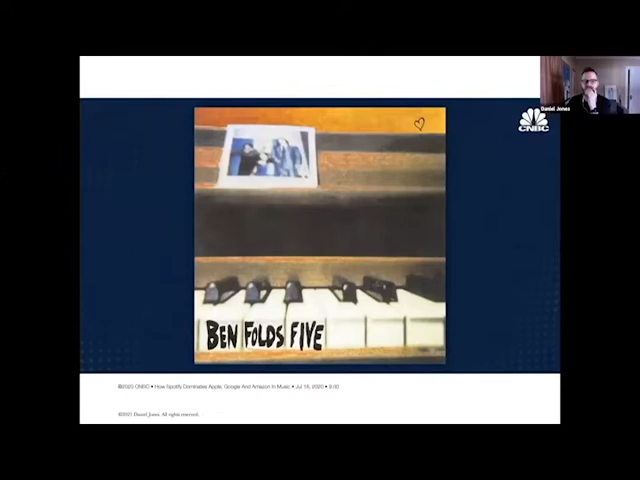 Daniel Jones
CNBC
BEN FOLDS FIVE
©2020 CNBC • How Spotify Dominates Apple, Google And Amazon In Music • Jul 18, 2020 • 9:00
©2021 Daniel Jones. All rights reserved.